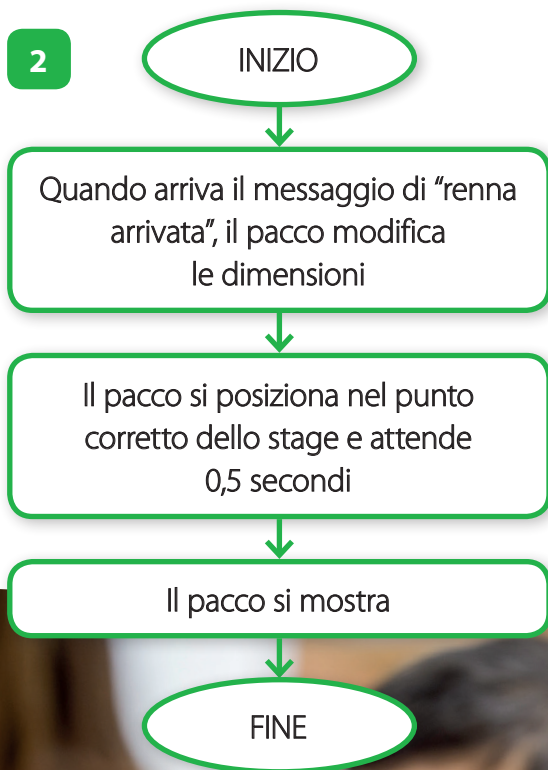 2
INIZIO
Quando arriva il messaggio di “renna
arrivata”, il pacco modifica
le dimensioni
Il pacco si posiziona nel punto
corretto dello stage e attende
0,5 secondi
Il pacco si mostra
FINE